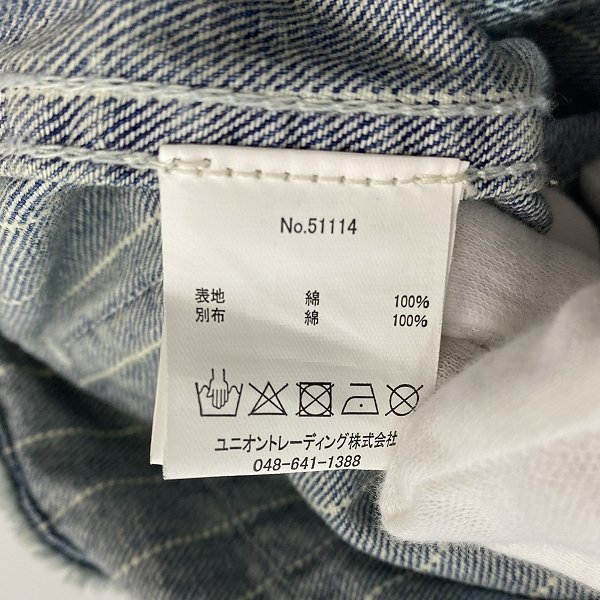 No.51114
表地 綿 100%
別布 綿 100%
ユニオントレーディング株式会社
048-641-1388